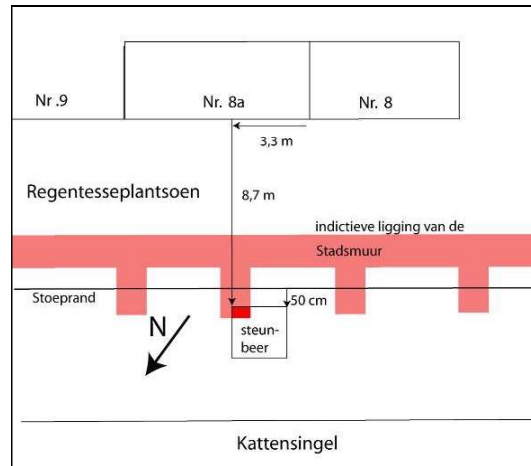 Nr .9
Nr. 8a
Nr. 8
3,3 m
8,7 m
Regentesseplantsoen
indictieve ligging van de
Stadsmuur
Stoeprand
50 cm
N
steun-
beer
Kattensingel